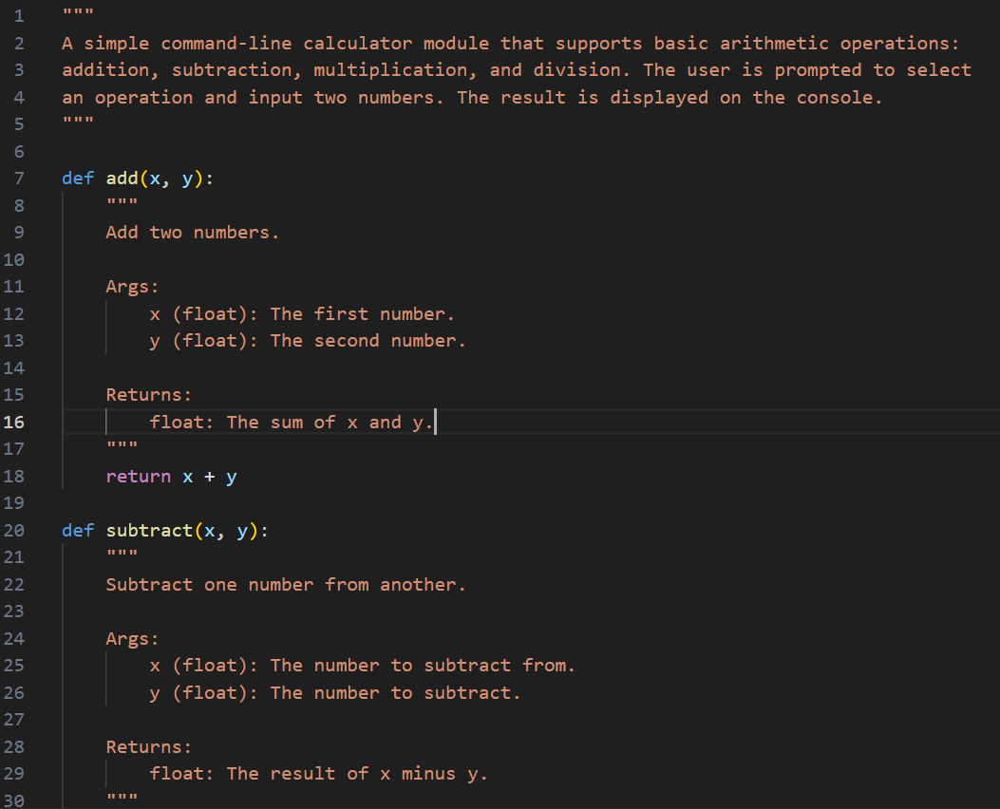 1 """
2 A simple command-line calculator module that supports basic arithmetic operations:
3 addition, subtraction, multiplication, and division. The user is prompted to select
4 an operation and input two numbers. The result is displayed on the console.
5 """
6
7 def add(x, y):
8     """
9     Add two numbers.
10
11     Args:
12         x (float): The first number.
13         y (float): The second number.
14
15     Returns:
16         float: The sum of x and y.
17     """
18     return x + y
19
20 def subtract(x, y):
21     """
22     Subtract one number from another.
23
24     Args:
25         x (float): The number to subtract from.
26         y (float): The number to subtract.
27
28     Returns:
29         float: The result of x minus y.
30     """